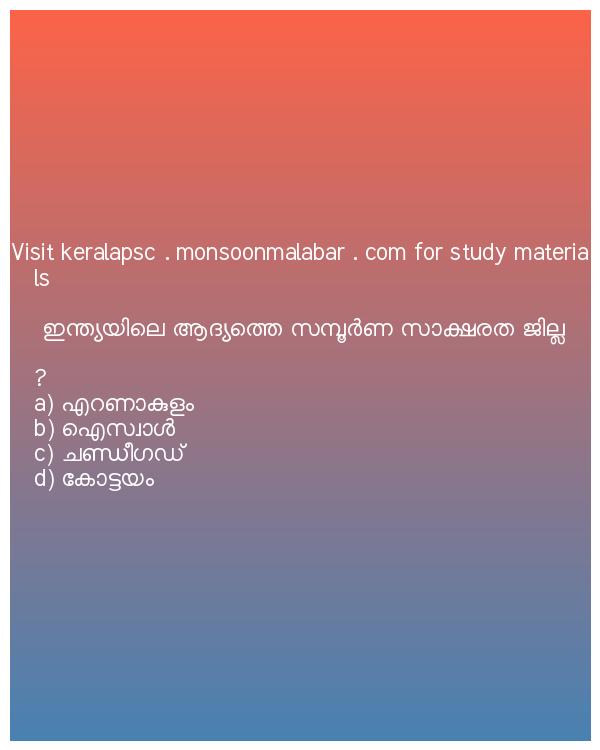 Visit keralapsc . monsoonmalabar . com for study materia
ls
ഇന്ത്യയിലെ ആദ്യത്തെ സമ്പൂർണ സാക്ഷരത ജില്ല
?
a) എറണാകുളം
b) ഐസ്വാൾ
c) ചണ്ഡീഗഡ്
d) കോട്ടയം